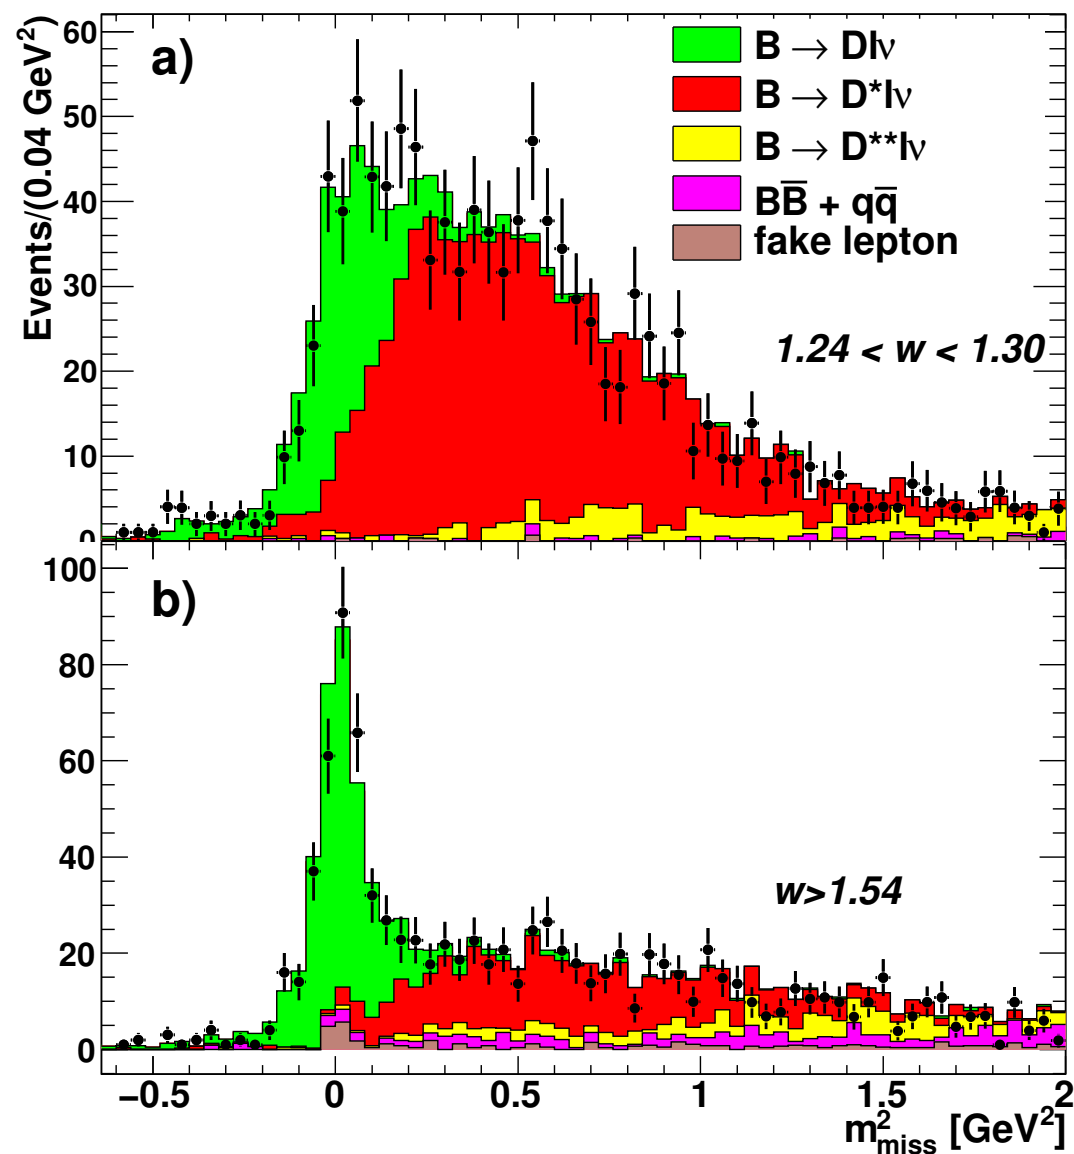 Events/(0.04 GeV²)
60
50
40
30
20
10
0
a)
B → Dlν
B → D*lν
B → D**lν
BB̅ + qq̅
fake lepton
1.24 < w < 1.30
100
80
60
40
20
0
b)
w>1.54
−0.5 0 0.5 1 1.5 2
m²miss [GeV²]